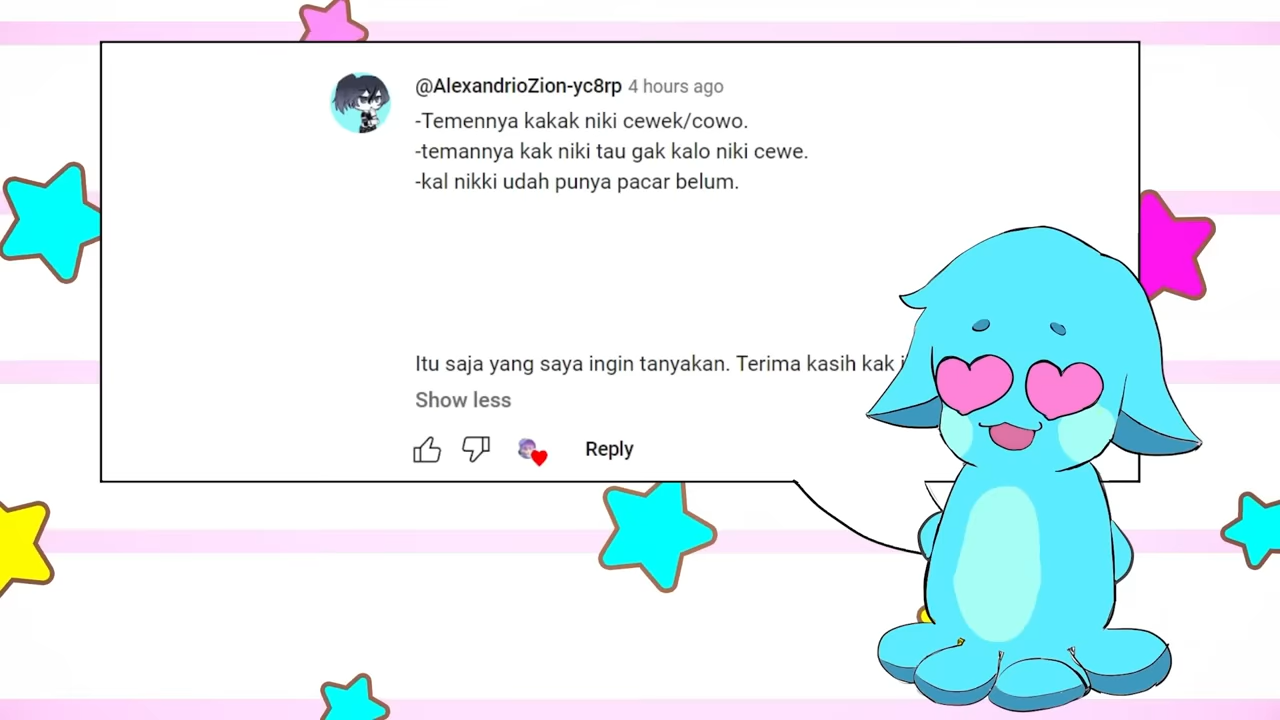 @AlexandrioZion-yc8rp 4 hours ago
-Temennya kakak niki cewek/cowo.
-temannya kak niki tau gak kalo niki cewe.
-kal nikki udah punya pacar belum.
Itu saja yang saya ingin tanyakan. Terima kasih kak
Show less
Reply